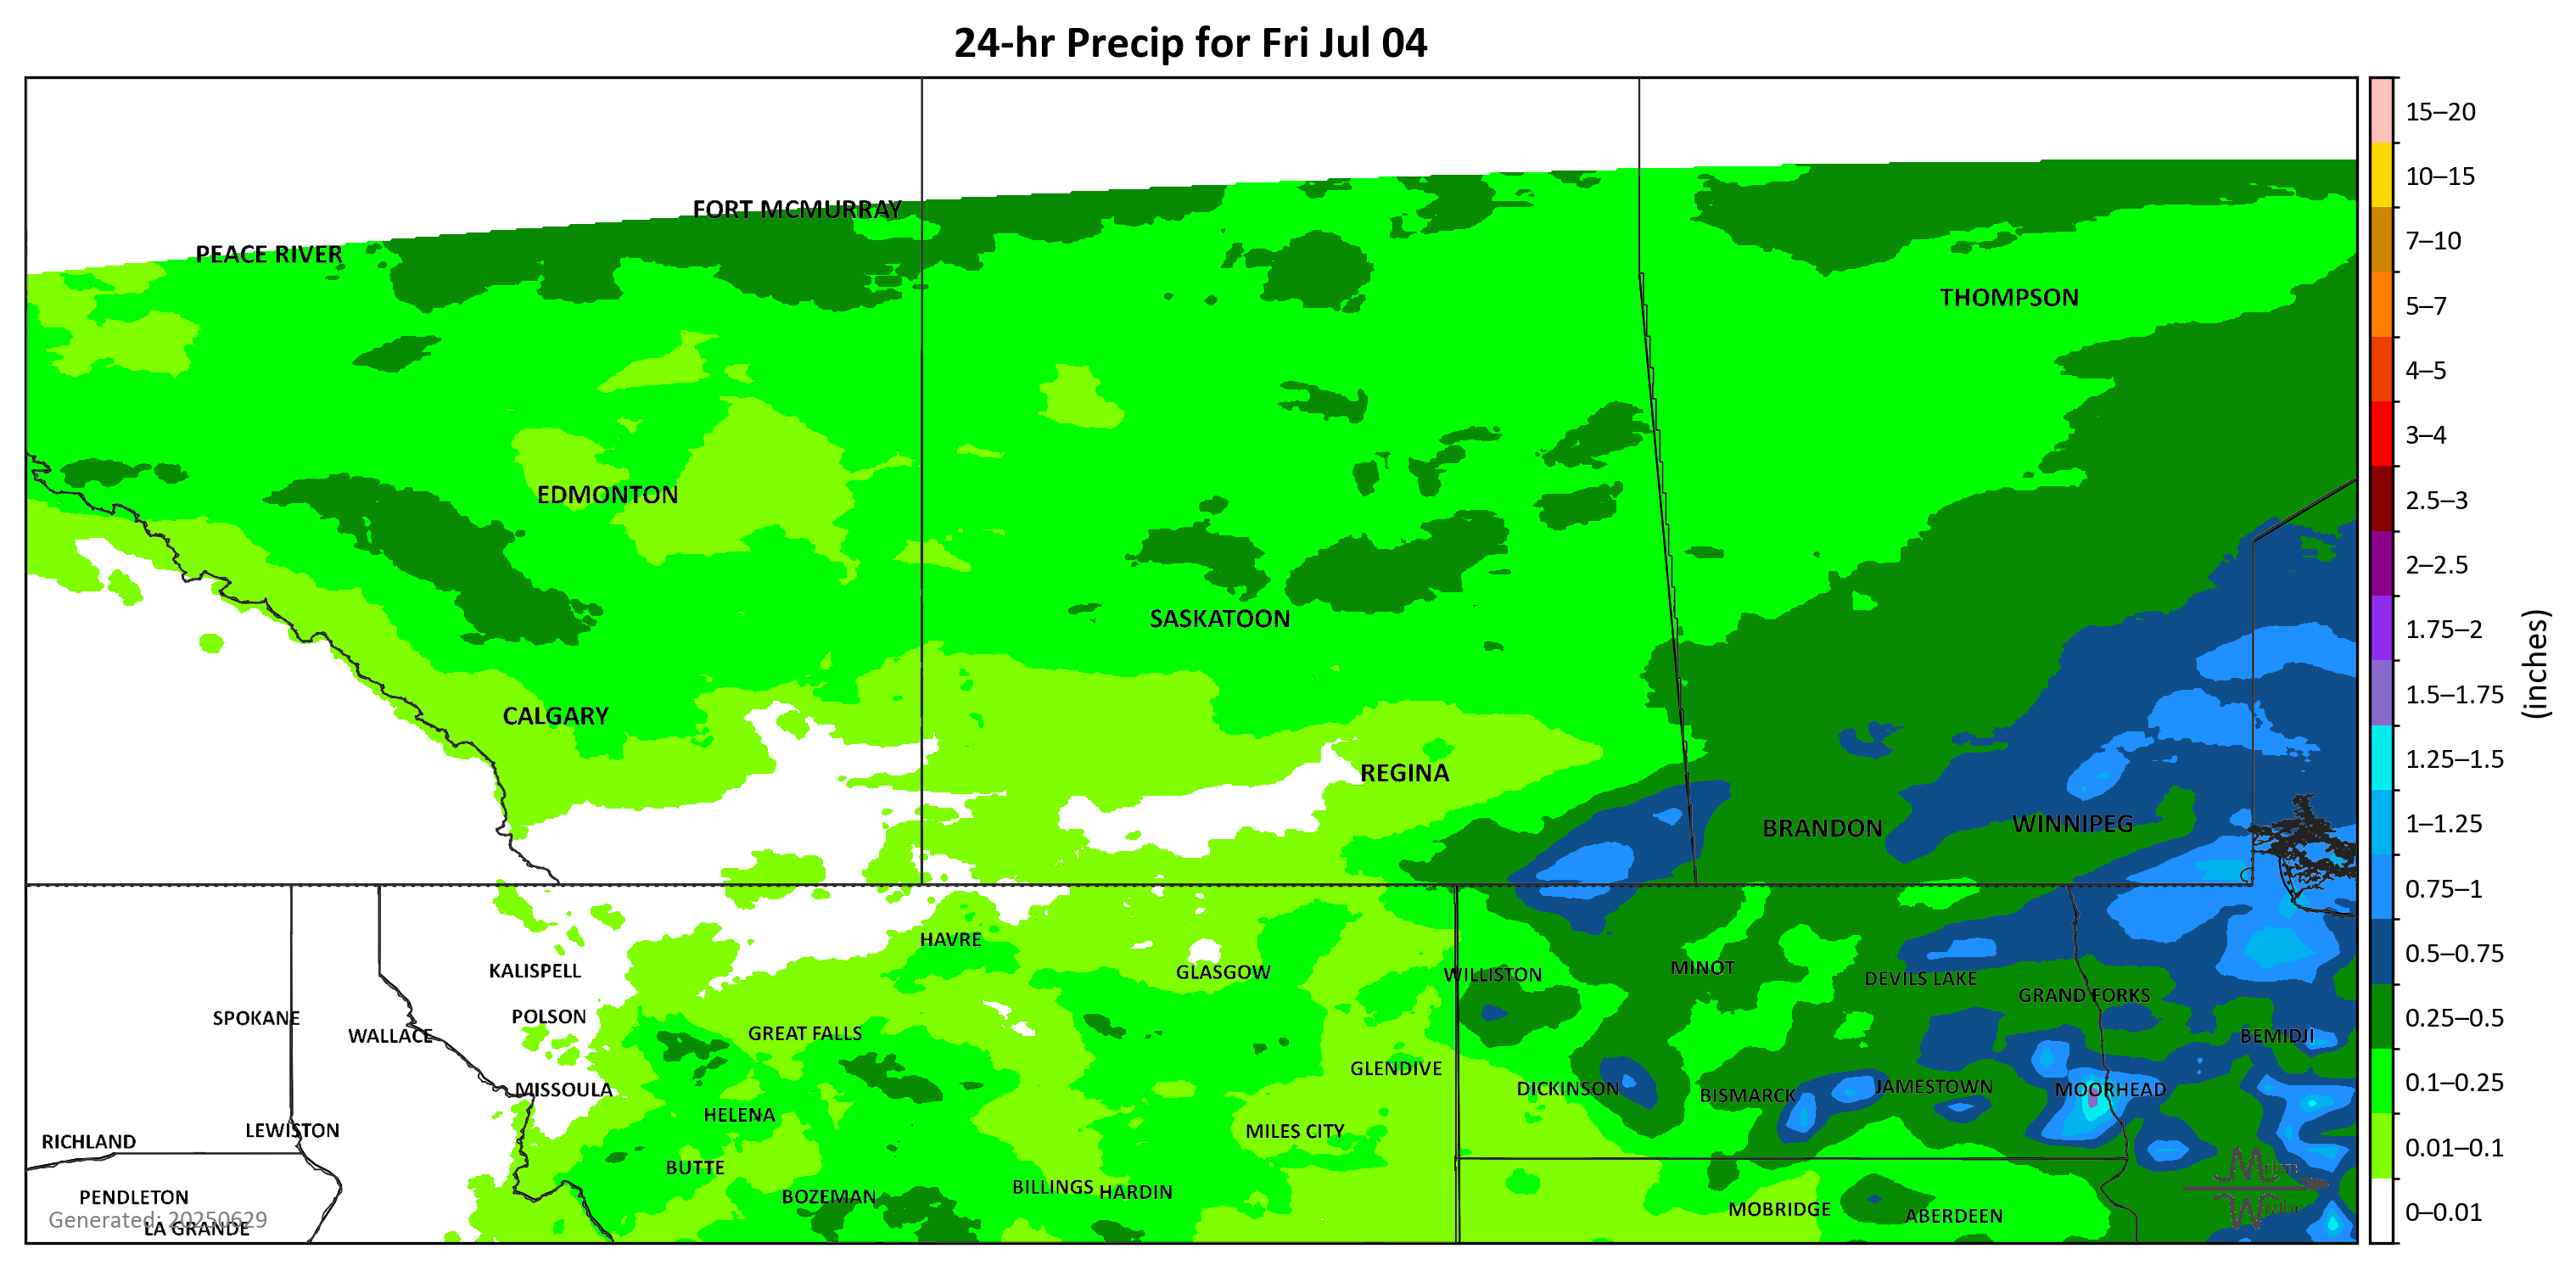 24-hr Precip for Fri Jul 04
FORT MCMURRAY
PEACE RIVER
THOMPSON
EDMONTON
SASKATOON
CALGARY
REGINA
BRANDON
WINNIPEG
HAVRE
KALISPELL
GLASGOW
WILLISTON
MINOT
DEVILS LAKE
GRAND FORKS
SPOKANE
POLSON
WALLACE
GREAT FALLS
BEMIDJI
GLENDIVE
MISSOULA
DICKINSON
BISMARCK
JAMESTOWN
MOORHEAD
HELENA
RICHLAND
LEWISTON
MILES CITY
BUTTE
PENDLETON
BOZEMAN
BILLINGS
HARDIN
MOBRIDGE
ABERDEEN
Generated: 20250629
LA GRANDE
15–20
10–15
7–10
5–7
4–5
3–4
2.5–3
2–2.5
1.75–2
1.5–1.75
1.25–1.5
1–1.25
0.75–1
0.5–0.75
0.25–0.5
0.1–0.25
0.01–0.1
0–0.01
(inches)